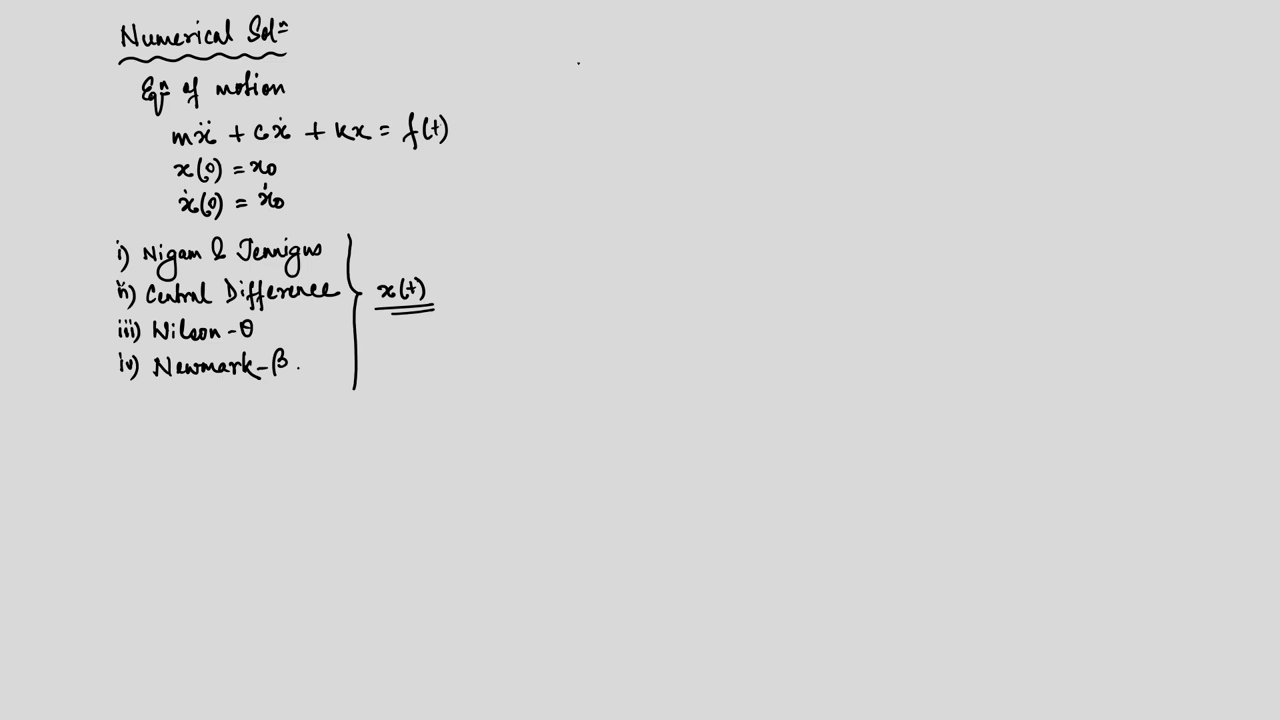 Numerical Solⁿ
Eqⁿ of motion
mẍ + cẋ + kx = f(t)
x(0) = x₀
ẋ(0) = ẋ₀
i) Nigam & Jennigns
ii) Central Difference
iii) Wilson-θ
iv) Newmark-β.
x(t)